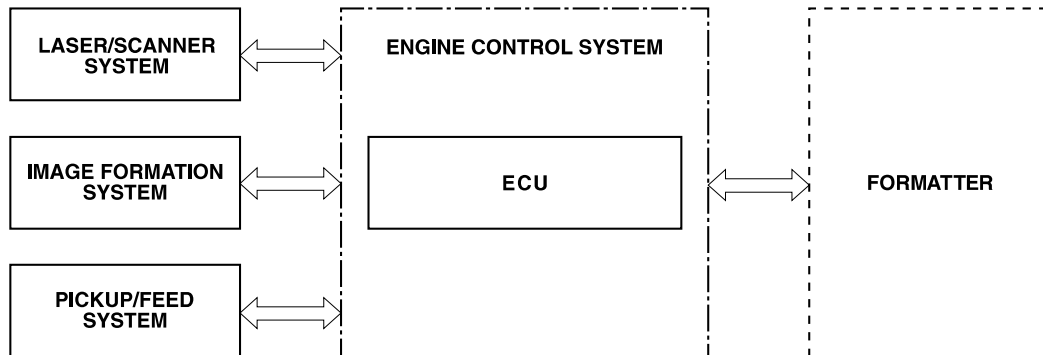 LASER/SCANNER
SYSTEM
ENGINE CONTROL SYSTEM
IMAGE FORMATION
SYSTEM
ECU
FORMATTER
PICKUP/FEED
SYSTEM